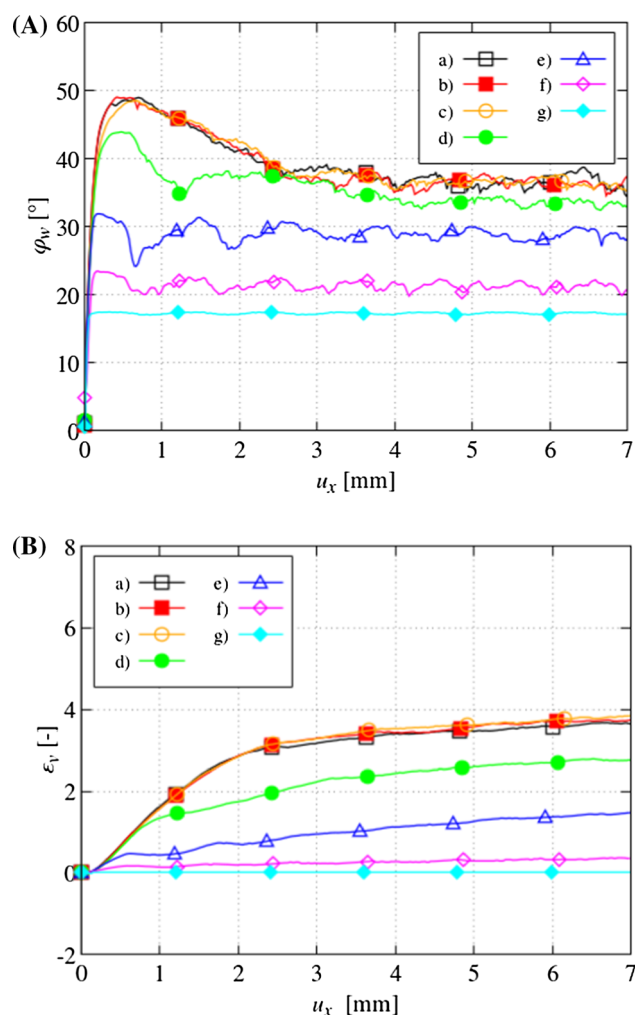 (A)
60
50
40
30
20
10
0
φw [°]
a)
b)
c)
d)
e)
f)
g)
0 1 2 3 4 5 6 7
ux [mm]
(B)
8
6
4
2
0
-2
εv [-]
a)
b)
c)
d)
e)
f)
g)
0 1 2 3 4 5 6 7
ux [mm]